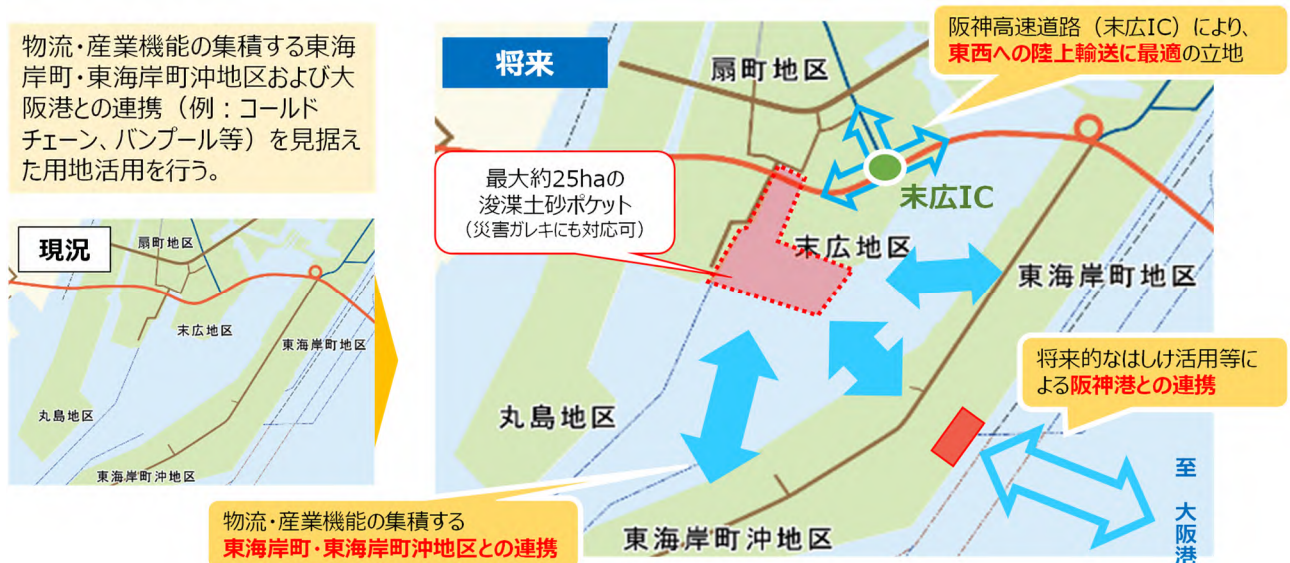 物流・産業機能の集積する東海
岸町・東海岸町沖地区および大
阪港との連携（例：コールド
チェーン、バンプール等）を見据え
た用地活用を行う。
現況
扇町地区
末広地区
東海岸町地区
丸島地区
東海岸町沖地区
将来
扇町地区
阪神高速道路（末広IC）により、
東西への陸上輸送に最適の立地
最大約25haの
浚渫土砂ポケット
（災害ガレキにも対応可）
末広IC
末広地区
東海岸町地区
将来的なはしけ活用等に
よる阪神港との連携
丸島地区
至 大阪港
物流・産業機能の集積する
東海岸町・東海岸町沖地区との連携
東海岸町沖地区